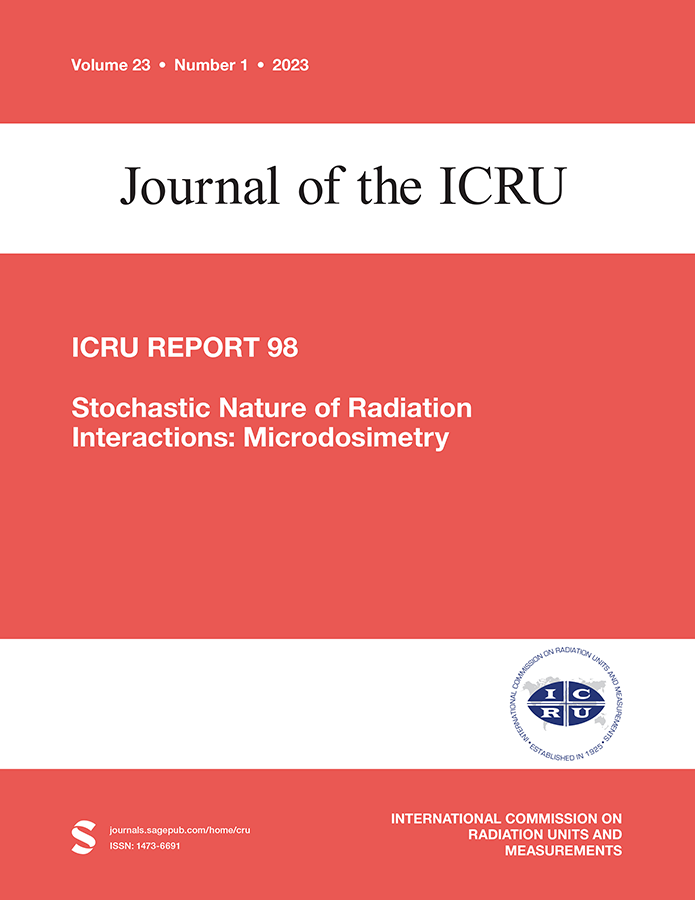 Volume 23 • Number 1 • 2023
Journal of the ICRU
ICRU REPORT 98
Stochastic Nature of Radiation
Interactions: Microdosimetry
INTERNATIONAL COMMISSION ON RADIATION UNITS AND MEASUREMENTS
I C
R U
• ESTABLISHED IN 1925 •
journals.sagepub.com/home/cru
ISSN: 1473-6691
INTERNATIONAL COMMISSION ON
RADIATION UNITS AND
MEASUREMENTS